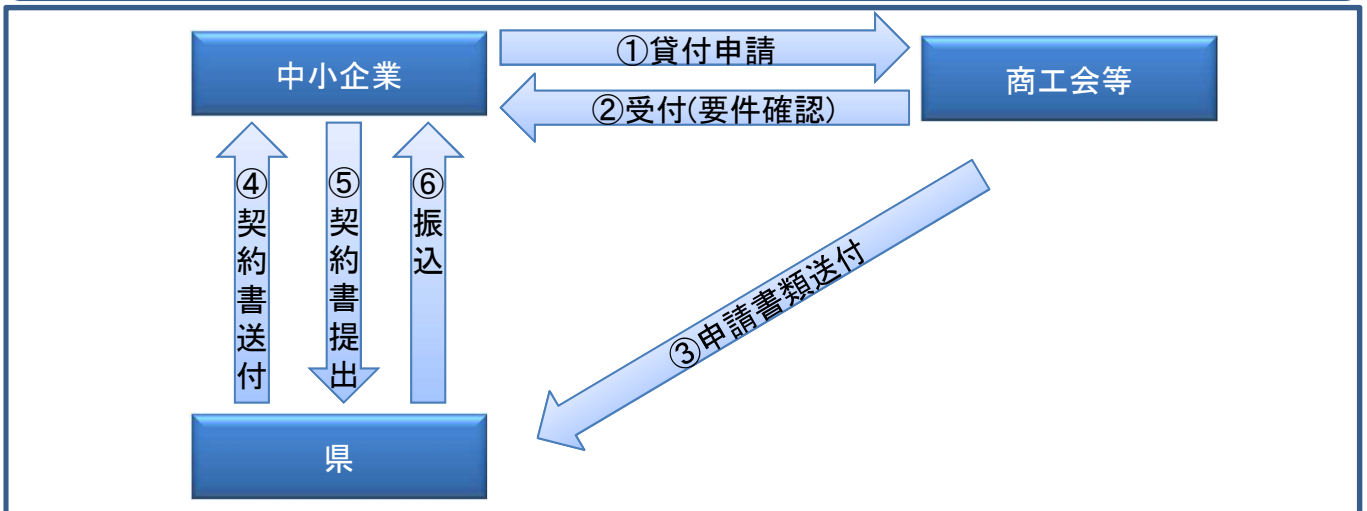 中小企業
①貸付申請
商工会等
②受付(要件確認)
④契約書送付
⑤契約書提出
⑥振込
③申請書類送付
県